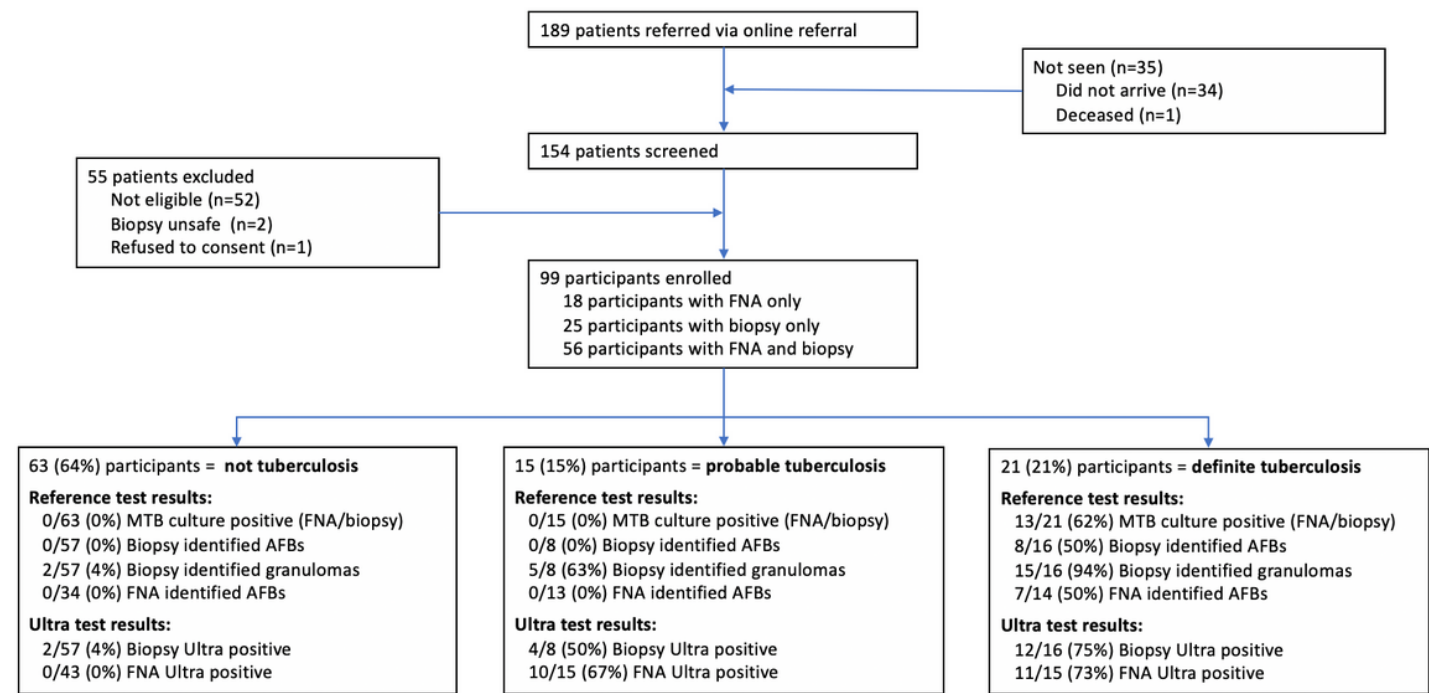 189 patients referred via online referral
Not seen (n=35)
Did not arrive (n=34)
Deceased (n=1)
154 patients screened
55 patients excluded
Not eligible (n=52)
Biopsy unsafe (n=2)
Refused to consent (n=1)
99 participants enrolled
18 participants with FNA only
25 participants with biopsy only
56 participants with FNA and biopsy
63 (64%) participants = not tuberculosis
Reference test results:
0/63 (0%) MTB culture positive (FNA/biopsy)
0/57 (0%) Biopsy identified AFBs
2/57 (4%) Biopsy identified granulomas
0/34 (0%) FNA identified AFBs
Ultra test results:
2/57 (4%) Biopsy Ultra positive
0/43 (0%) FNA Ultra positive
15 (15%) participants = probable tuberculosis
Reference test results:
0/15 (0%) MTB culture positive (FNA/biopsy)
0/8 (0%) Biopsy identified AFBs
5/8 (63%) Biopsy identified granulomas
0/13 (0%) FNA identified AFBs
Ultra test results:
4/8 (50%) Biopsy Ultra positive
10/15 (67%) FNA Ultra positive
21 (21%) participants = definite tuberculosis
Reference test results:
13/21 (62%) MTB culture positive (FNA/biopsy)
8/16 (50%) Biopsy identified AFBs
15/16 (94%) Biopsy identified granulomas
7/14 (50%) FNA identified AFBs
Ultra test results:
12/16 (75%) Biopsy Ultra positive
11/15 (73%) FNA Ultra positive